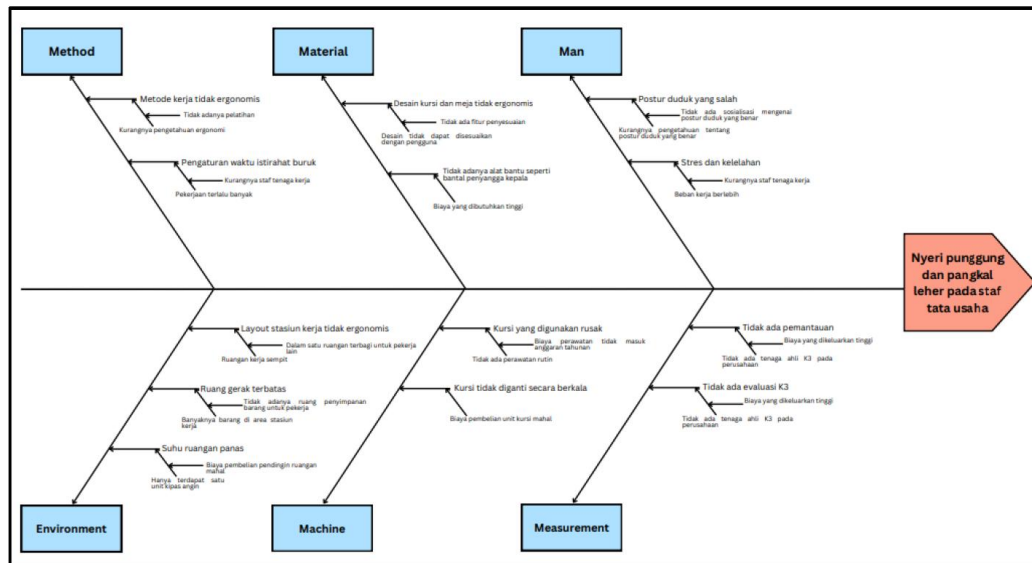 Method
Material
Man
Metode kerja tidak ergonomis
Tidak adanya pelatihan
Kurangnya pengetahuan ergonomi
Pengaturan waktu istirahat buruk
Kurangnya staf tenaga kerja
Pekerjaan terlalu banyak
Desain kursi dan meja tidak ergonomis
Tidak ada fitur penyesuaian
Desain tidak dapat disesuaikan
dengan pengguna
Tidak adanya alat bantu seperti
bantal penyangga kepala
Biaya yang dibutuhkan tinggi
Postur duduk yang salah
Tidak ada sosialisasi mengenai
postur duduk yang benar
Kurangnya pengetahuan tentang
postur duduk yang benar
Stres dan kelelahan
Kurangnya staf tenaga kerja
Beban kerja berlebih
Nyeri punggung
dan pangkal
leher pada staf
tata usaha
Layout stasiun kerja tidak ergonomis
Dalam satu ruangan terbagi untuk pekerja
lain
Ruangan kerja sempit
Ruang gerak terbatas
Tidak adanya ruang penyimpanan
barang untuk pekerja
Banyaknya barang di area stasiun
kerja
Suhu ruangan panas
Biaya pembelian pendingin ruangan
mahal
Hanya terdapat satu
unit kipas angin
Kursi yang digunakan rusak
Biaya perawatan tidak masuk
anggaran tahunan
Tidak ada perawatan rutin
Kursi tidak diganti secara berkala
Biaya pembelian unit kursi mahal
Tidak ada pemantauan
Biaya yang dikeluarkan tinggi
Tidak ada tenaga ahli K3 pada
perusahaan
Tidak ada evaluasi K3
Biaya yang dikeluarkan tinggi
Tidak ada tenaga ahli K3 pada
perusahaan
Environment
Machine
Measurement